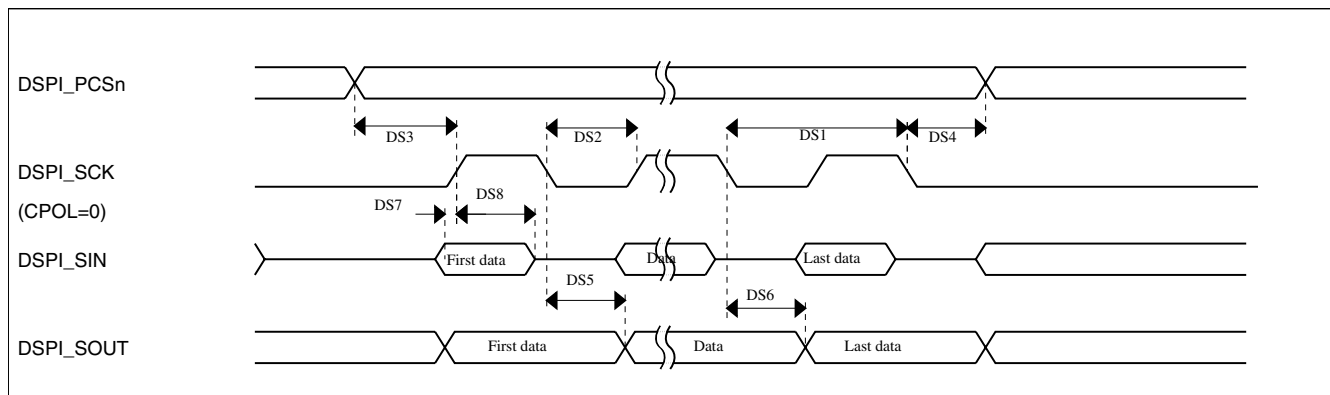 DSPI_PCSn
DS3
DS2
DS1
DS4
DSPI_SCK
(CPOL=0)
DS7
DS8
DSPI_SIN
First data
Data
Last data
DS5
DS6
DSPI_SOUT
First data
Data
Last data